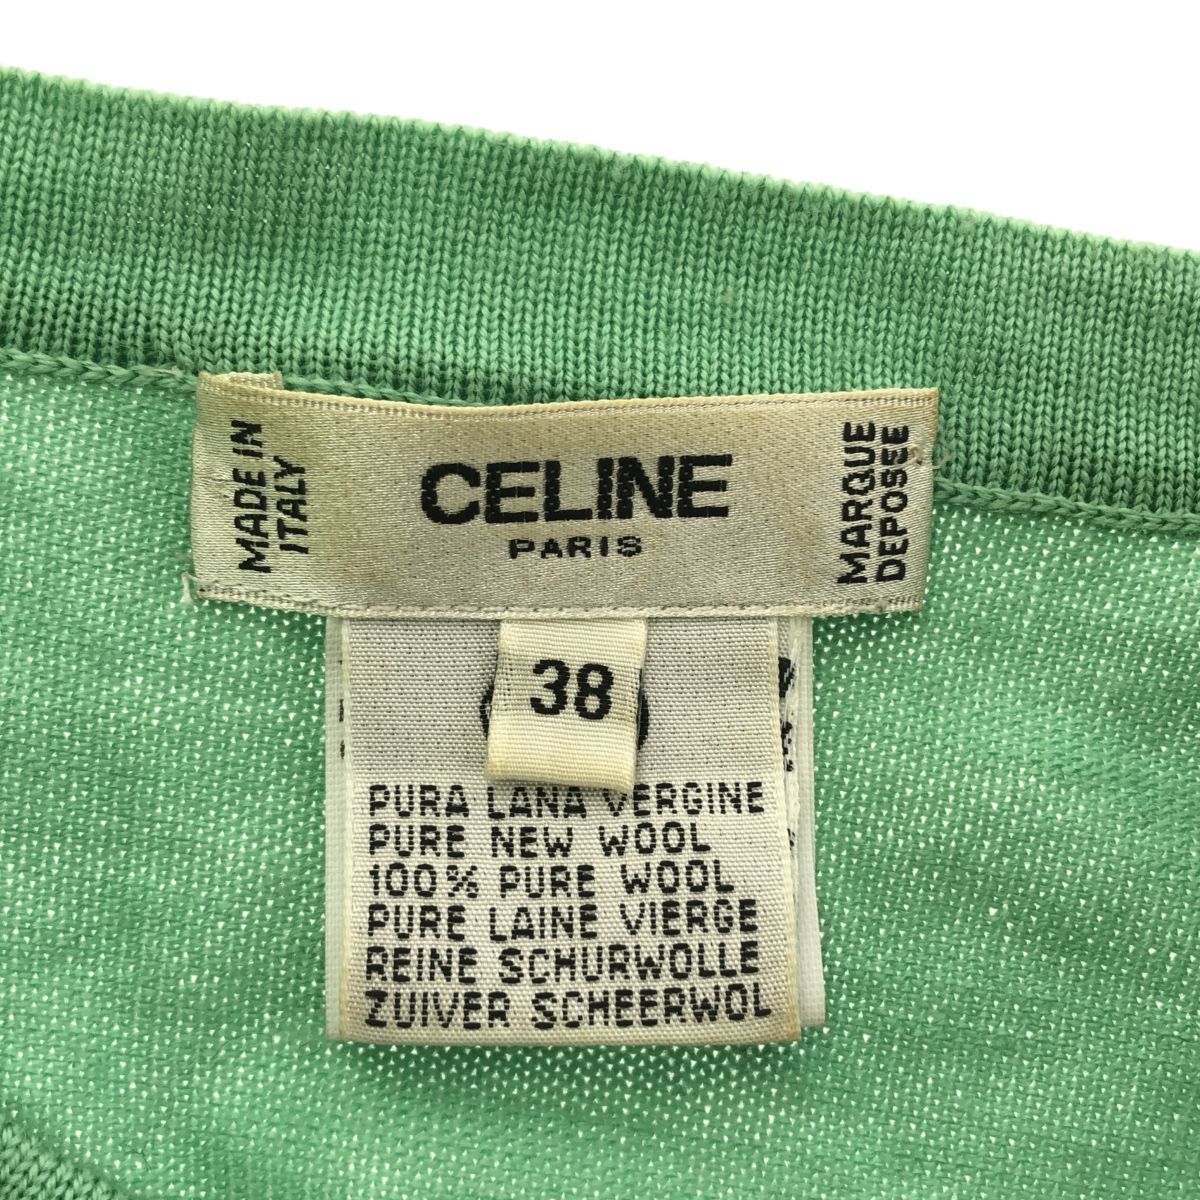 MADE IN
ITALY
CELINE
PARIS
MARQUE
DEPOSEE
38
PURA LANA VERGINE
PURE NEW WOOL
100% PURE WOOL
PURE LAINE VIERGE
REINE SCHURWOLLE
ZUIVER SCHEERWOL